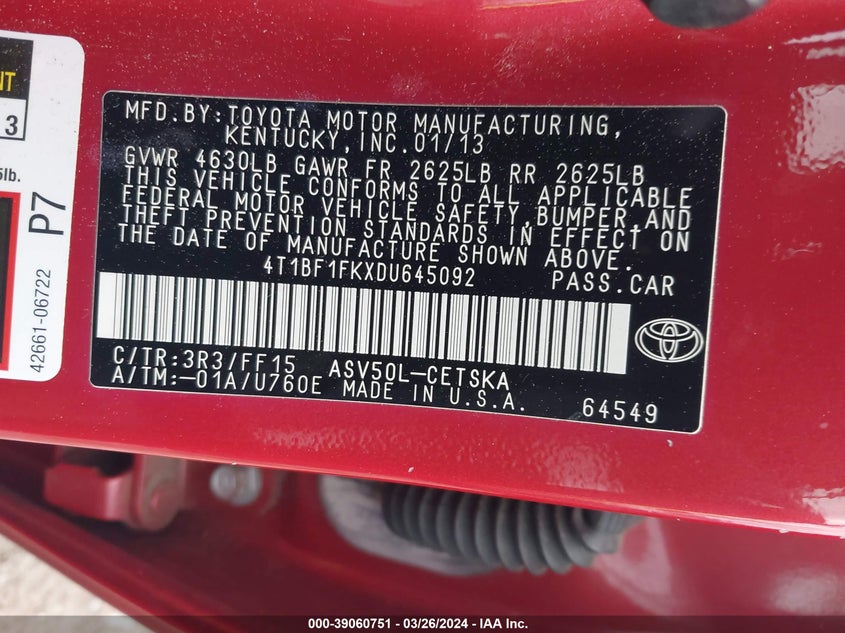 NT
13
5lb.
P7
42661-06722
MFD.BY:TOYOTA MOTOR MANUFACTURING,
KENTUCKY,INC.01/13
GVWR 4630LB GAWR FR 2625LB RR 2625LB
THIS VEHICLE CONFORMS TO ALL APPLICABLE
FEDERAL MOTOR VEHICLE SAFETY,BUMPER,AND
THEFT PREVENTION STANDARDS IN EFFECT ON
THE DATE OF MANUFACTURE SHOWN ABOVE.
4T1BF1FKXDU645092 PASS.CAR
C/TR:3R3/FF15 ASV50L-CETSKA
A/TM:-01A/U760E MADE IN U.S.A.
64549
000-39060751 / 03/26/2024 - IAA Inc.